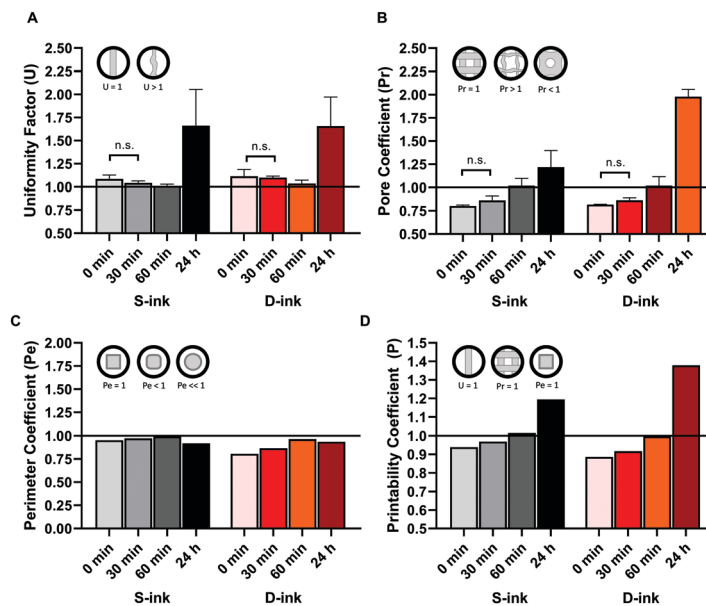 A
Uniformity Factor (U)
2.50
2.25
2.00
1.75
1.50
1.25
1.00
0.75
0.50
U = 1
U > 1
n.s.
n.s.
0 min
30 min
60 min
24 h
0 min
30 min
60 min
24 h
S-ink
D-ink
B
Pore Coefficient (Pr)
2.50
2.25
2.00
1.75
1.50
1.25
1.00
0.75
0.50
Pr = 1
Pr > 1
Pr < 1
n.s.
n.s.
0 min
30 min
60 min
24 h
0 min
30 min
60 min
24 h
S-ink
D-ink
C
Perimeter Coefficient (Pe)
2.00
1.75
1.50
1.25
1.00
0.75
0.50
0.25
0.00
Pe = 1
Pe < 1
Pe << 1
0 min
30 min
60 min
24 h
0 min
30 min
60 min
24 h
S-ink
D-ink
D
Printability Coefficient (P)
1.5
1.4
1.3
1.2
1.1
1.0
0.9
0.8
0.7
0.6
0.5
U = 1
Pr = 1
Pe = 1
0 min
30 min
60 min
24 h
0 min
30 min
60 min
24 h
S-ink
D-ink